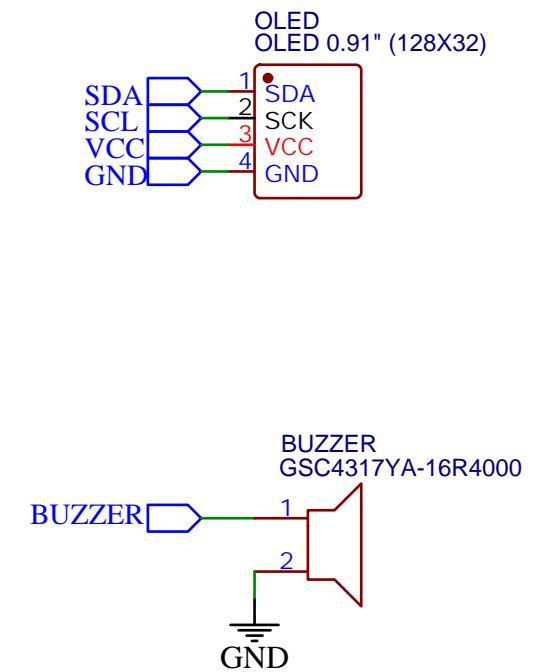 OLED
OLED 0.91" (128X32)
SDA 1 SDA
SCL 2 SCK
VCC 3 VCC
GND 4 GND
BUZZER
GSC4317YA-16R4000
BUZZER 1
2
GND